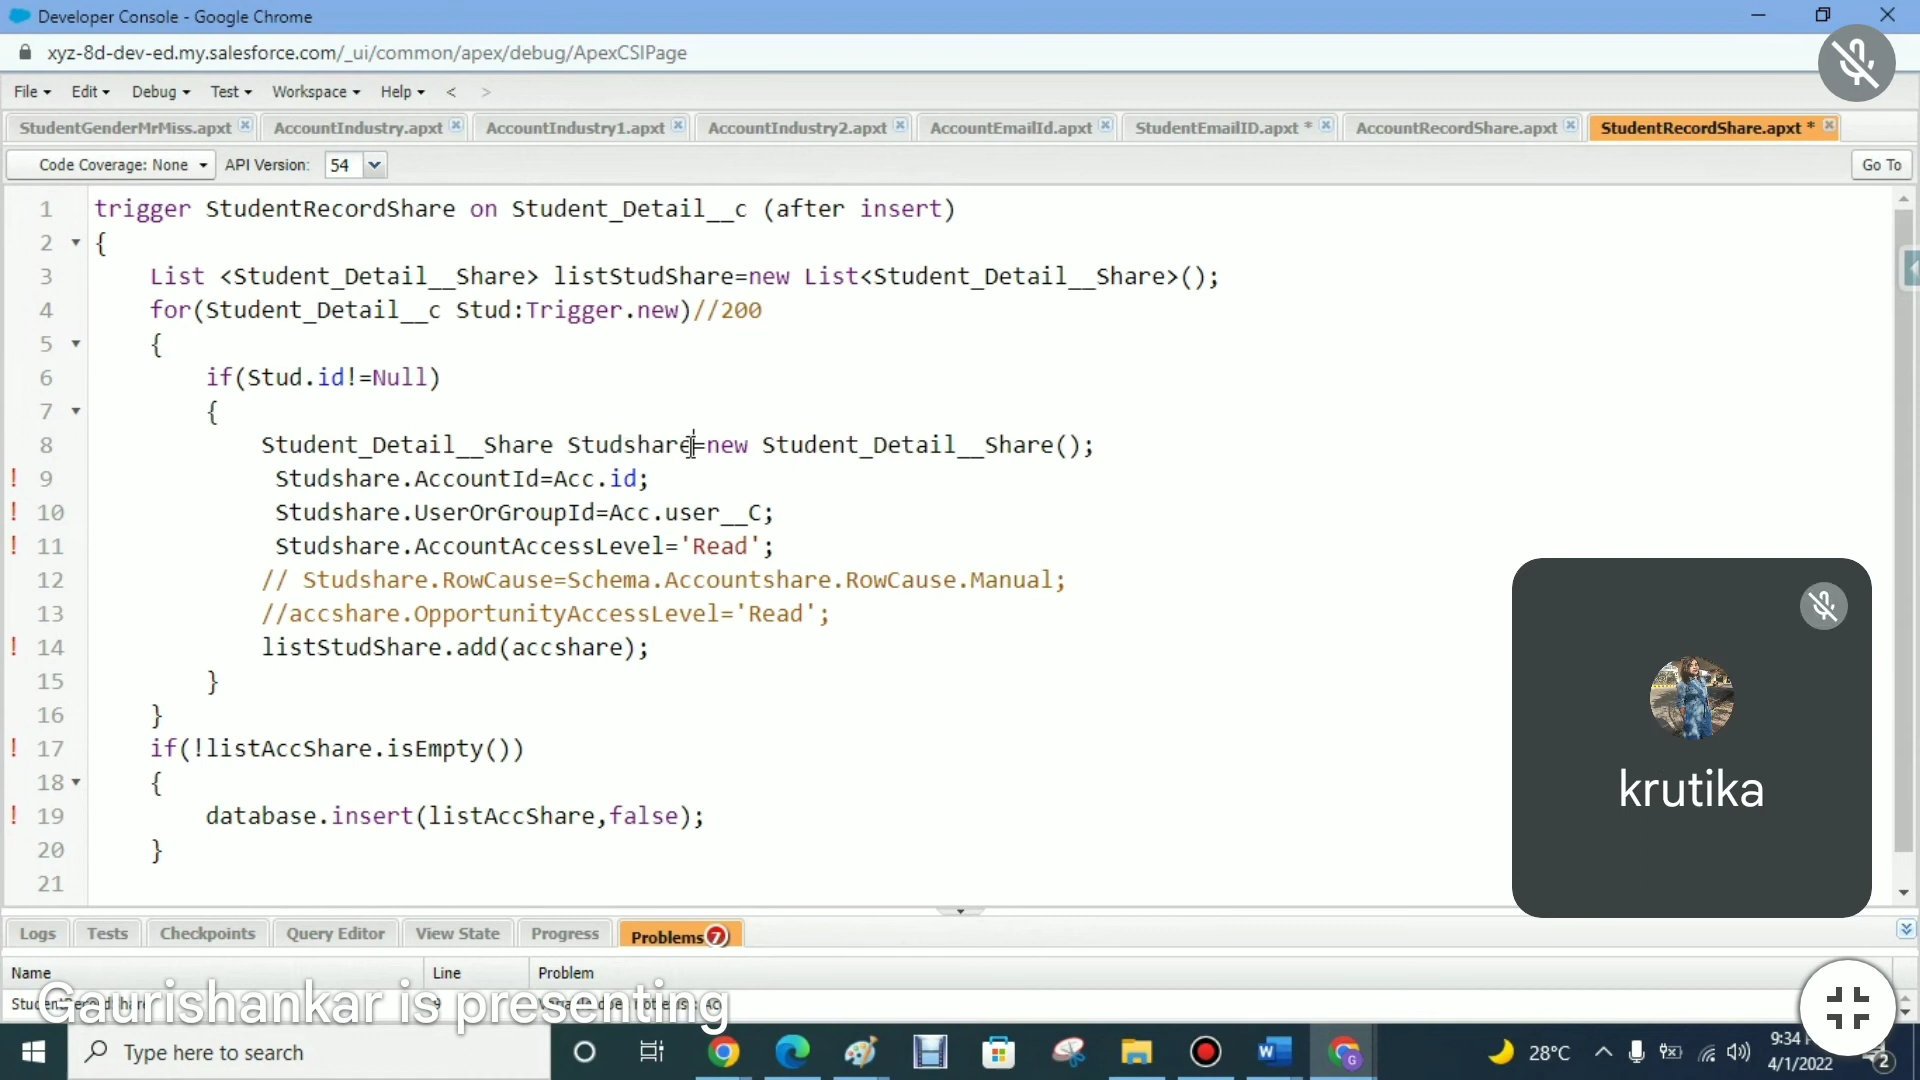 Developer Console - Google Chrome
xyz-8d-dev-ed.my.salesforce.com/_ui/common/apex/debug/ApexCSIPage
File Edit Debug Test Workspace Help < >
StudentGenderMrMiss.apxt AccountIndustry.apxt AccountIndustry1.apxt AccountIndustry2.apxt AccountEmailId.apxt StudentEmailID.apxt * AccountRecordShare.apxt StudentRecordShare.apxt *
Code Coverage: None API Version: 54 Go To
1 trigger StudentRecordShare on Student_Detail__c (after insert)
2 {
3 List <Student_Detail__Share> listStudShare=new List<Student_Detail__Share>();
4 for(Student_Detail__c Stud:Trigger.new)//200
5 {
6 if(Stud.id!=Null)
7 {
8 Student_Detail__Share Studshare=new Student_Detail__Share();
! 9 Studshare.AccountId=Acc.id;
! 10 Studshare.UserOrGroupId=Acc.user__C;
! 11 Studshare.AccountAccessLevel='Read';
12 // Studshare.RowCause=Schema.Accountshare.RowCause.Manual;
13 //accshare.OpportunityAccessLevel='Read';
! 14 listStudShare.add(accshare);
15 }
16 }
! 17 if(!listAccShare.isEmpty())
18 {
! 19 database.insert(listAccShare,false);
20 }
21
krutika
Logs Tests Checkpoints Query Editor View State Progress Problems 7
Name Line Problem
Gaurishankar is presenting
Type here to search
G
28°C
9:34
4/1/2022
2